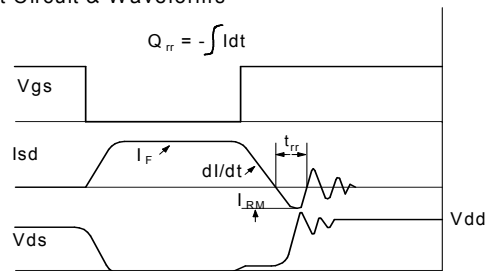 t Circuit & Waveforms
Q rr = - ∫ Idt
Vgs
Isd
I F
dI/dt
t rr
I RM
Vdd
Vds